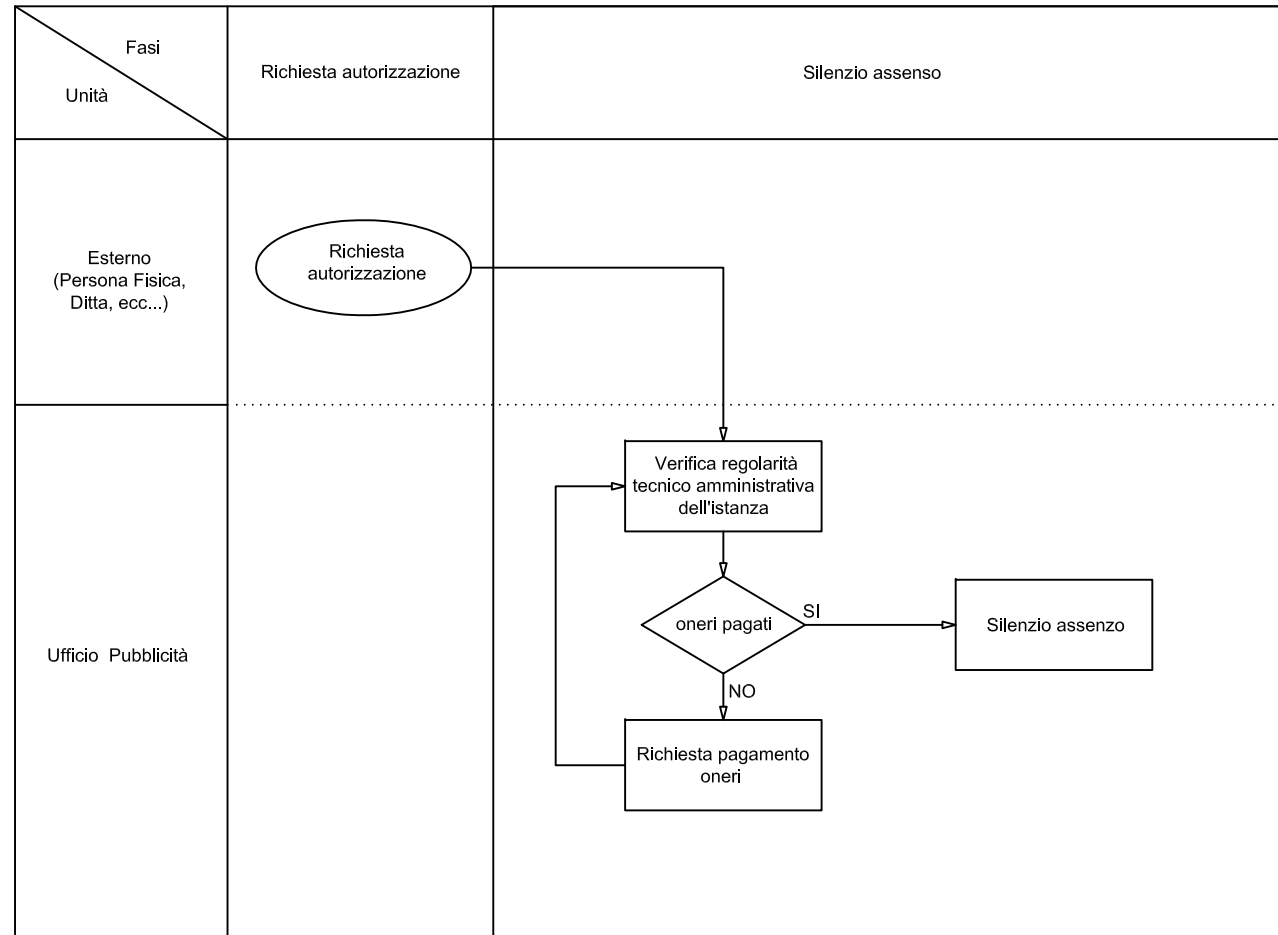 Fasi
Unità
Richiesta autorizzazione
Silenzio assenso
Esterno
(Persona Fisica,
Ditta, ecc...)
Richiesta
autorizzazione
Ufficio Pubblicità
Verifica regolarità
tecnico amministrativa
dell'istanza
oneri pagati
SI
Silenzio assenzo
NO
Richiesta pagamento
oneri